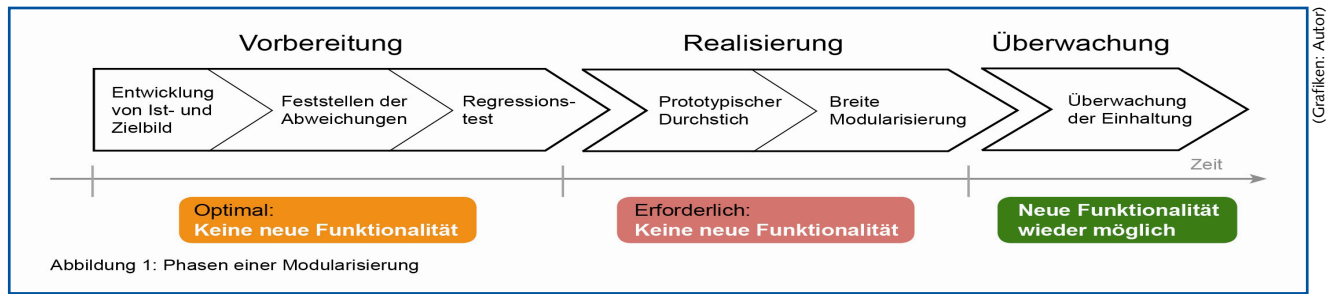 Vorbereitung
Realisierung
Überwachung
Entwicklung
von Ist- und
Zielbild
Feststellen der
Abweichungen
Regressions-
test
Prototypischer
Durchstich
Breite
Modularisierung
Überwachung
der Einhaltung
Zeit
Optimal:
Keine neue Funktionalität
Erforderlich:
Keine neue Funktionalität
Neue Funktionalität
wieder möglich
Abbildung 1: Phasen einer Modularisierung
(Grafiken: Autor)